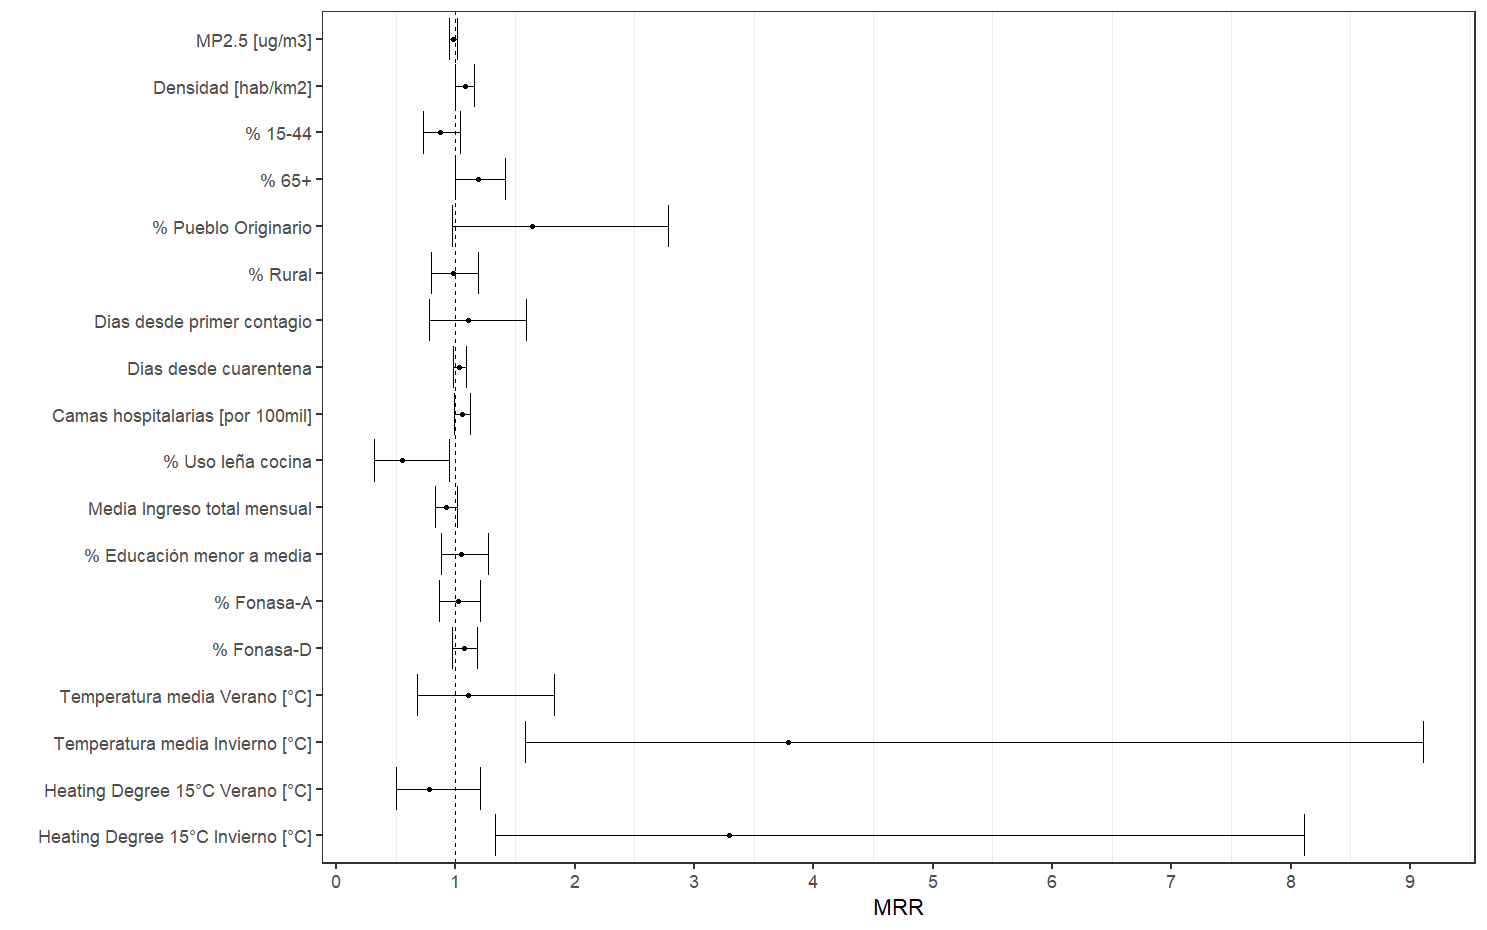 MP2.5 [ug/m3]
Densidad [hab/km2]
% 15-44
% 65+
% Pueblo Originario
% Rural
Dias desde primer contagio
Dias desde cuarentena
Camas hospitalarias [por 100mil]
% Uso leña cocina
Media Ingreso total mensual
% Educación menor a media
% Fonasa-A
% Fonasa-D
Temperatura media Verano [°C]
Temperatura media Invierno [°C]
Heating Degree 15°C Verano [°C]
Heating Degree 15°C Invierno [°C]
0 1 2 3 4 5 6 7 8 9
MRR